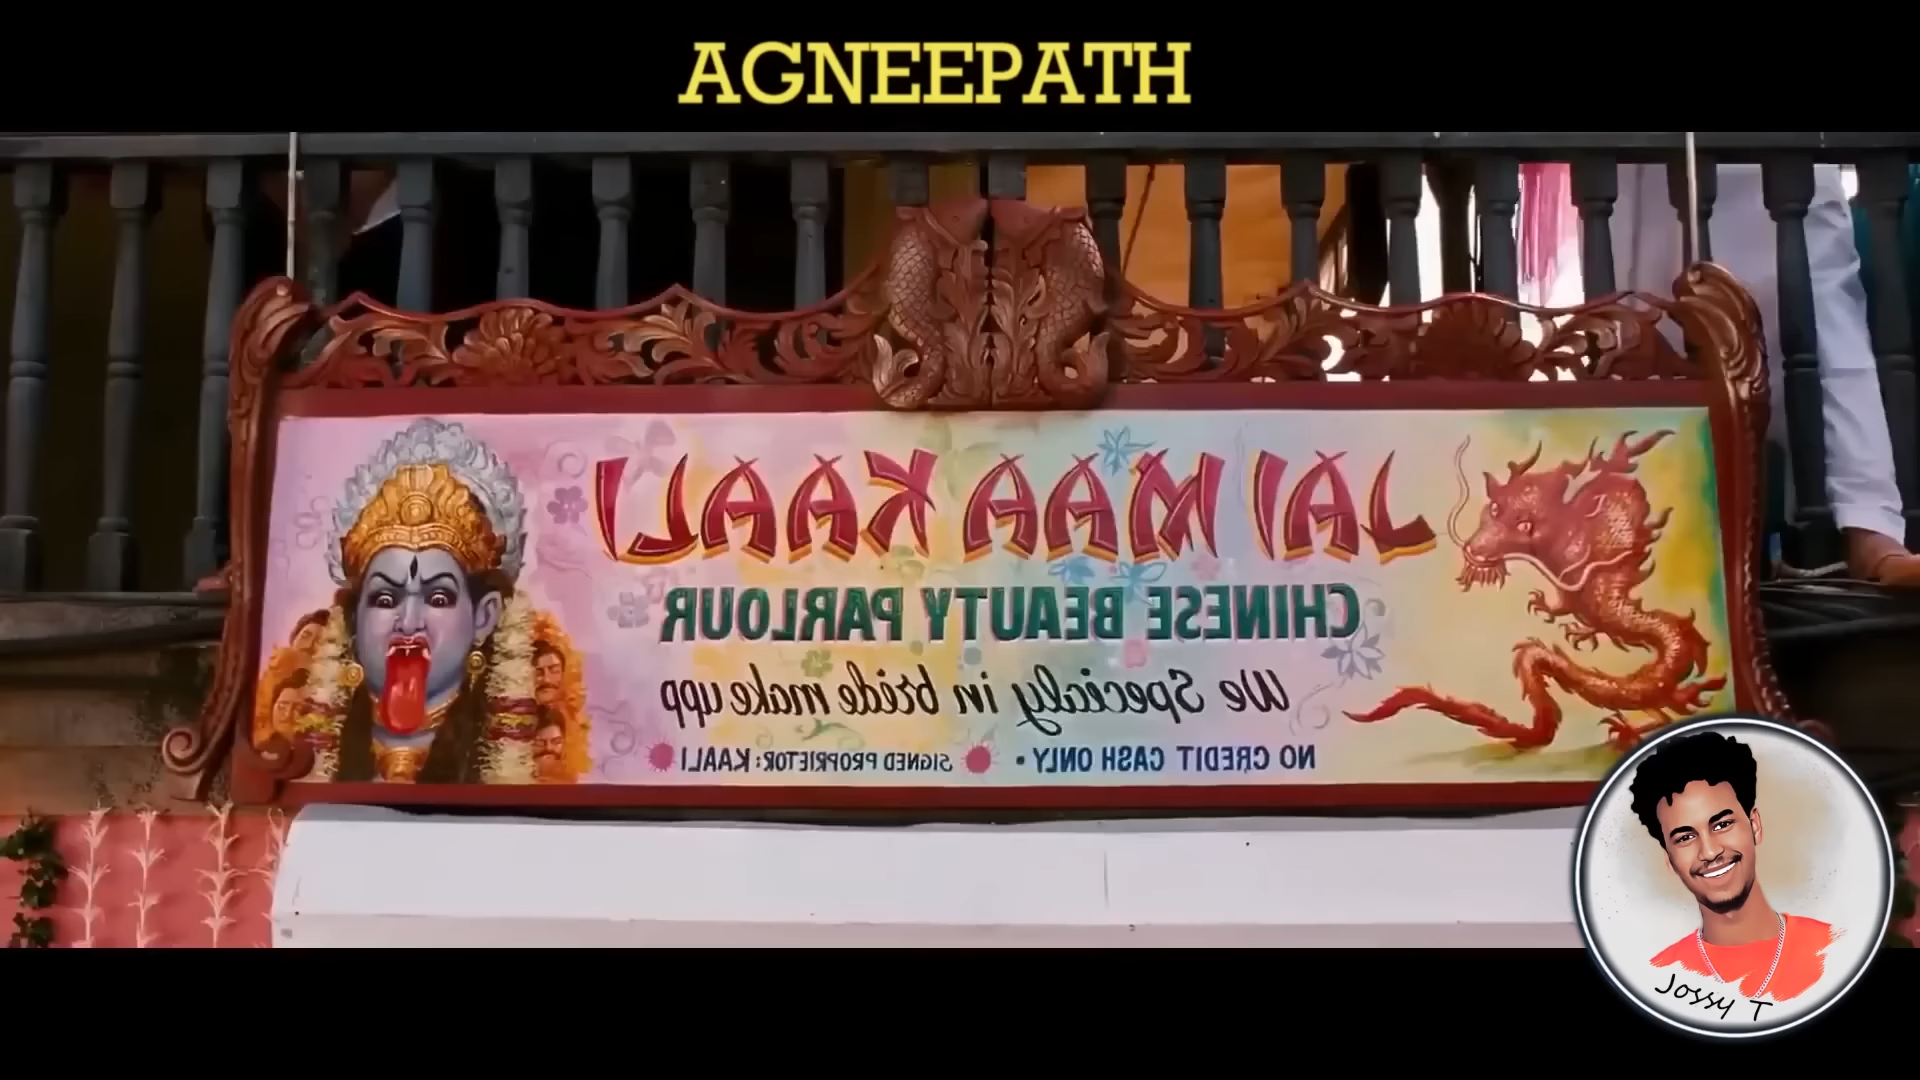 AGNEEPATH
JAI MAA KAALI
CHINESE BEAUTY PARLOUR
We Specialy in bride make upp
NO CREDIT CASH ONLY • SIGNED PROPRIETOR: KAALI
Jossy T